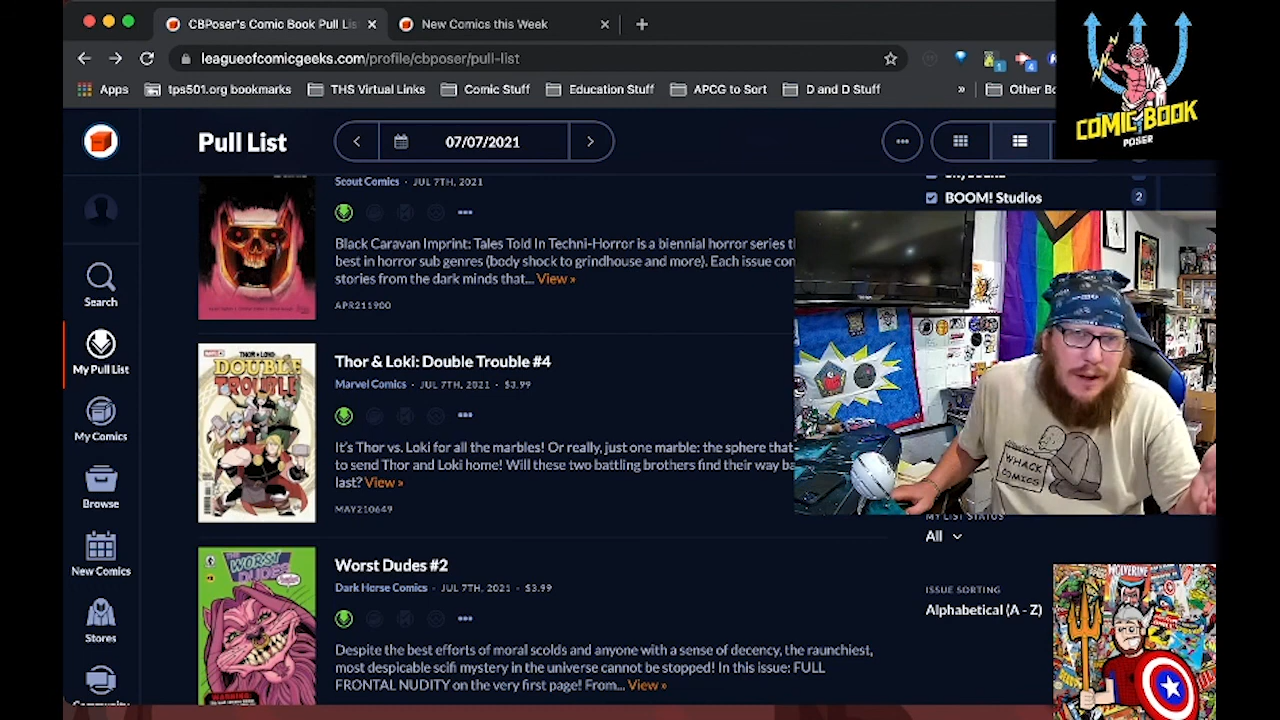 CBPoser's Comic Book Pull Lis
New Comics this Week
leagueofcomicgeeks.com/profile/cbposer/pull-list
Apps
tps501.org bookmarks
THS Virtual Links
Comic Stuff
Education Stuff
APCG to Sort
D and D Stuff
»
Other Bo
COMIC BOOK
POSER
Pull List
07/07/2021
Scout Comics · JUL 7TH, 2021
BOOM! Studios
2
Black Caravan Imprint: Tales Told In Techni-Horror is a biennial horror series t
best in horror sub genres (body shock to grindhouse and more). Each issue con
stories from the dark minds that... View »
APR211900
Search
My Pull List
My Comics
Browse
New Comics
Stores
THOR & LOKI:
DOUBLE
TROUBLE
Thor & Loki: Double Trouble #4
Marvel Comics · JUL 7TH, 2021 · $3.99
It's Thor vs. Loki for all the marbles! Or really, just one marble: the sphere that
to send Thor and Loki home! Will these two battling brothers find their way ba
last? View »
MAY210649
WHACK
COMICS
MY LIST STATUS
All
THE
WORST
DUDES
Worst Dudes #2
Dark Horse Comics · JUL 7TH, 2021 · $3.99
Despite the best efforts of moral scolds and anyone with a sense of decency, the raunchiest,
most despicable scifi mystery in the universe cannot be stopped! In this issue: FULL
FRONTAL NUDITY on the very first page! From... View »
WARNING:
ISSUE SORTING
Alphabetical (A - Z)
WOLVERINE